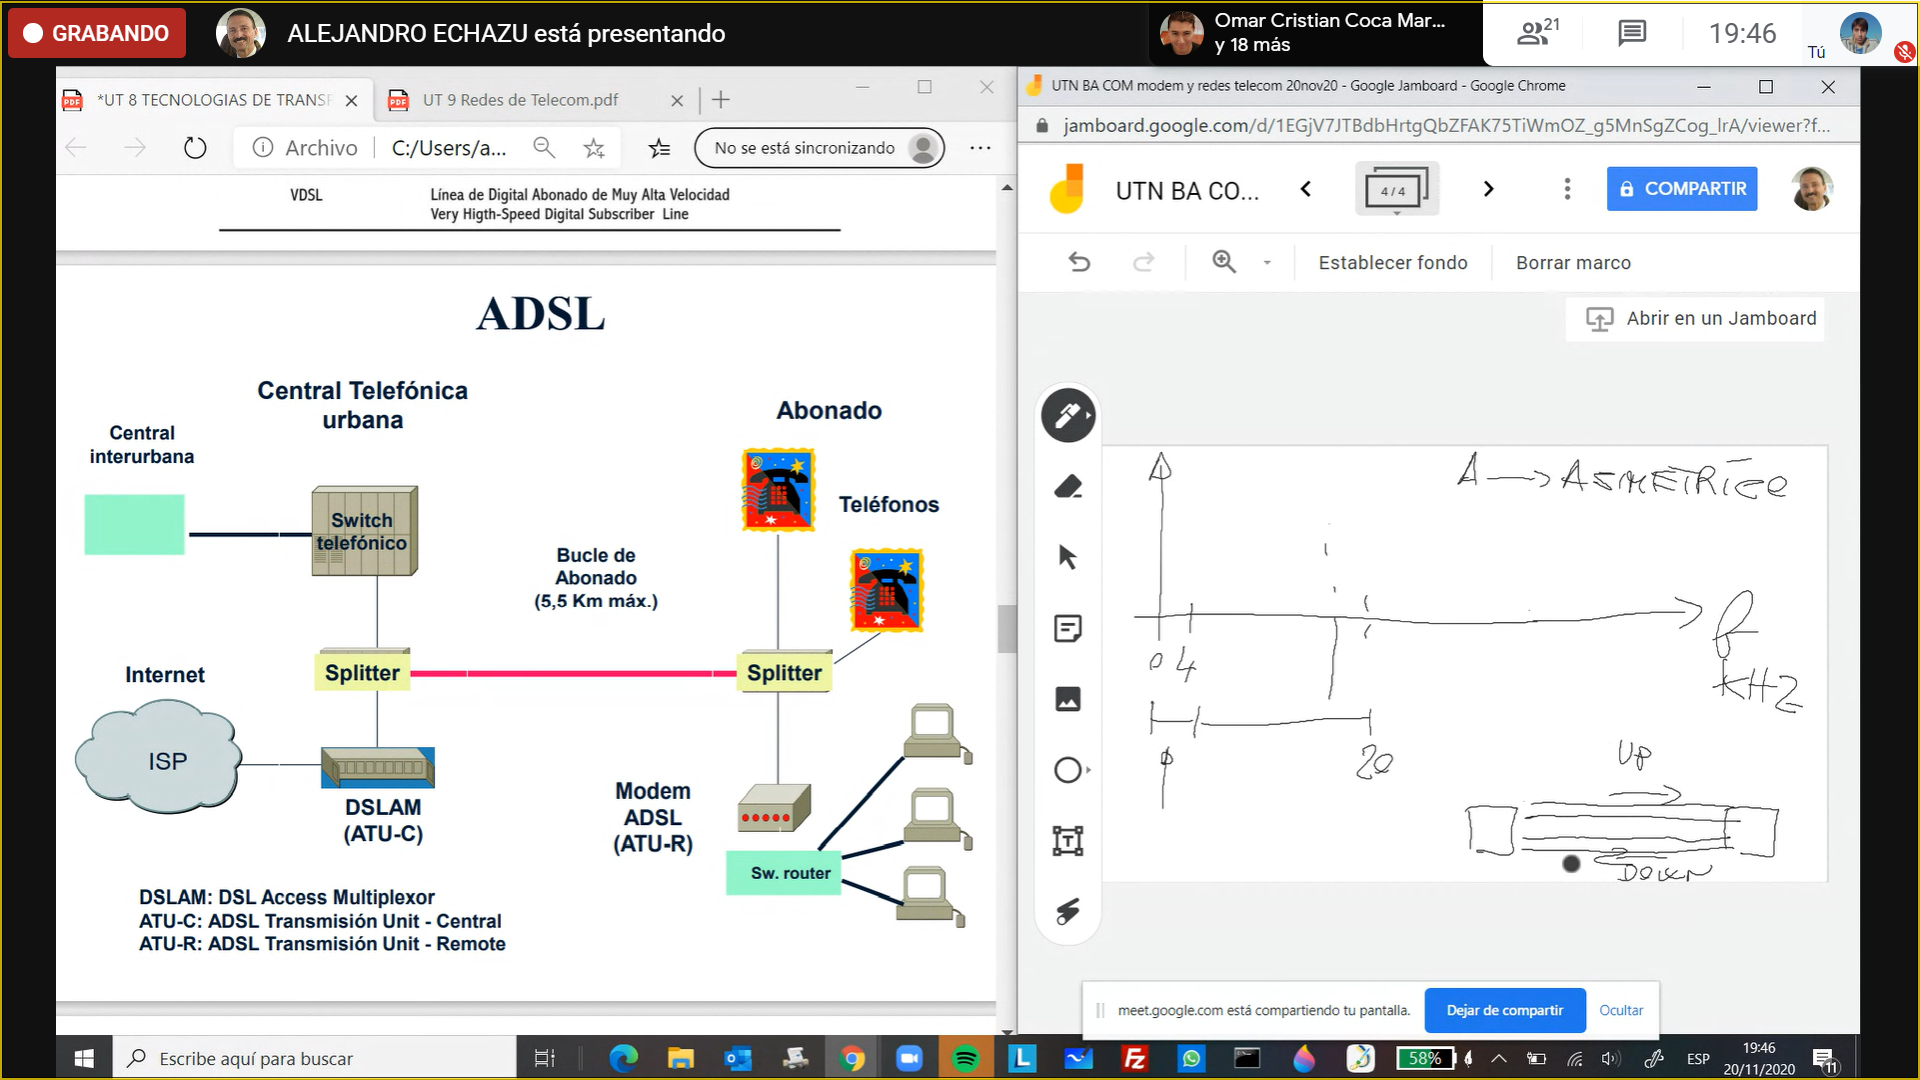 GRABANDO
ALEJANDRO ECHAZU está presentando
Omar Cristian Coca Mar...
y 18 más
21
19:46
Tú
*UT 8 TECNOLOGIAS DE TRANSF
UT 9 Redes de Telecom.pdf
Archivo
C:/Users/a...
No se está sincronizando
VDSL
Línea de Digital Abonado de Muy Alta Velocidad
Very Higth-Speed Digital Subscriber Line
ADSL
Central Telefónica
urbana
Abonado
Central
interurbana
Switch
telefónico
Teléfonos
Bucle de
Abonado
(5,5 Km máx.)
Internet
Splitter
Splitter
ISP
DSLAM
(ATU-C)
Modem
ADSL
(ATU-R)
Sw. router
DSLAM: DSL Access Multiplexor
ATU-C: ADSL Transmisión Unit - Central
ATU-R: ADSL Transmisión Unit - Remote
UTN BA COM modem y redes telecom 20nov20 - Google Jamboard - Google Chrome
jamboard.google.com/d/1EGjV7JTBdbHrtgQbZFAK75TiWmOZ_g5MnSgZCog_lrA/viewer?f...
UTN BA CO...
4 / 4
COMPARTIR
Establecer fondo
Borrar marco
Abrir en un Jamboard
A → ASIMETRICO
0 4
f
KHZ
0
20
UP
DOWN
meet.google.com está compartiendo tu pantalla.
Dejar de compartir
Ocultar
Escribe aquí para buscar
58%
ESP
19:46
20/11/2020
11